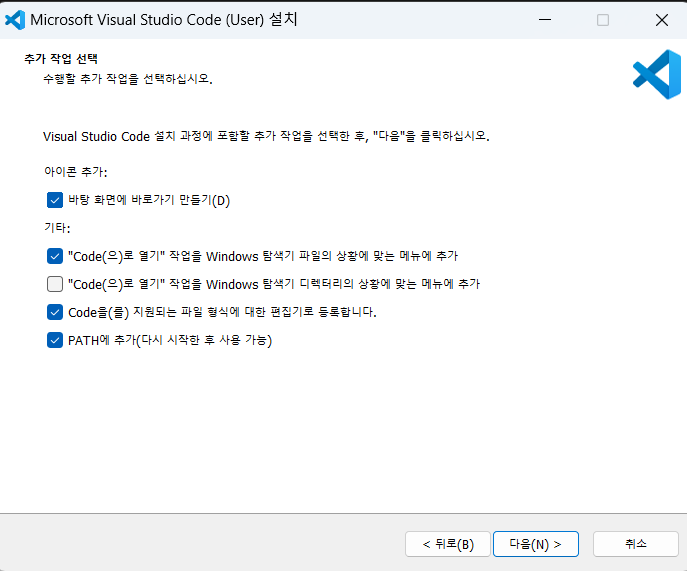 Microsoft Visual Studio Code (User) 설치
추가 작업 선택
수행할 추가 작업을 선택하십시오.
Visual Studio Code 설치 과정에 포함할 추가 작업을 선택한 후, "다음"을 클릭하십시오.
아이콘 추가:
바탕 화면에 바로가기 만들기(D)
기타:
"Code(으)로 열기" 작업을 Windows 탐색기 파일의 상황에 맞는 메뉴에 추가
"Code(으)로 열기" 작업을 Windows 탐색기 디렉터리의 상황에 맞는 메뉴에 추가
Code을(를) 지원되는 파일 형식에 대한 편집기로 등록합니다.
PATH에 추가(다시 시작한 후 사용 가능)
< 뒤로(B) 다음(N) > 취소